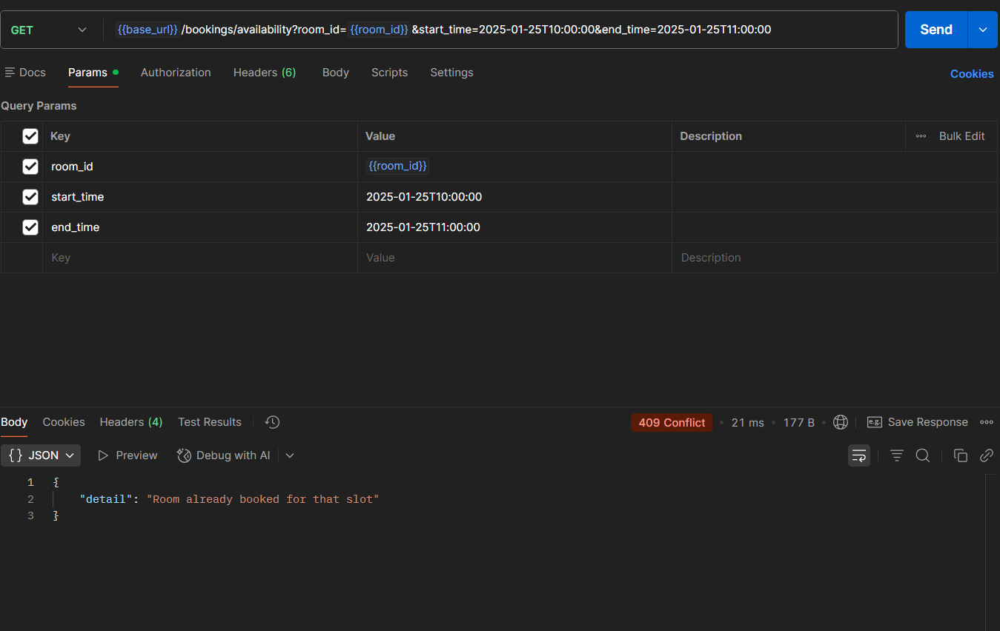 GET {{base_url}}/bookings/availability?room_id={{room_id}}&start_time=2025-01-25T10:00:00&end_time=2025-01-25T11:00:00 Send
Docs Params Authorization Headers (6) Body Scripts Settings Cookies
Query Params
Key Value Description Bulk Edit
room_id {{room_id}}
start_time 2025-01-25T10:00:00
end_time 2025-01-25T11:00:00
Key Value Description
Body Cookies Headers (4) Test Results 409 Conflict 21 ms 177 B e.g. Save Response
{} JSON Preview Debug with AI
1 {
2 "detail": "Room already booked for that slot"
3 }